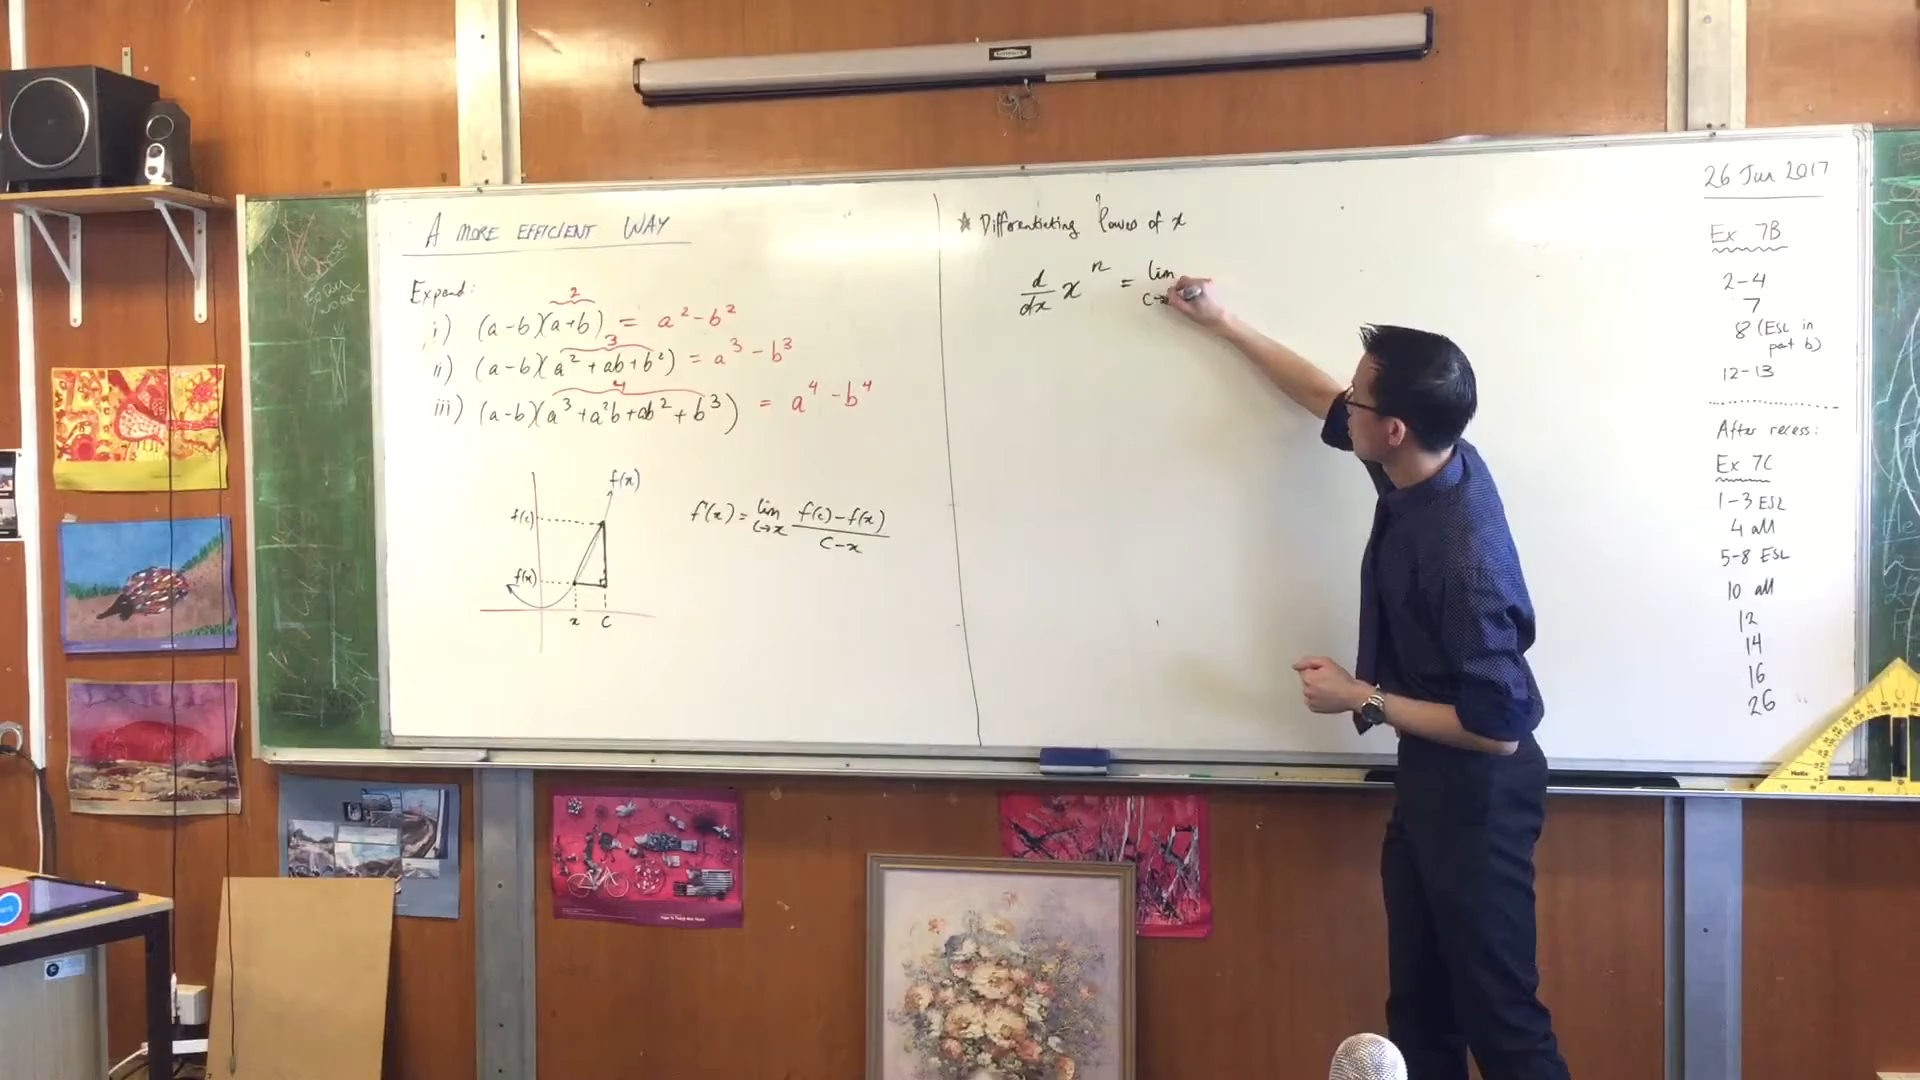 A MORE EFFICIENT WAY
Expand:
2
i) (a-b)(a+b) = a² - b²
3
ii) (a-b)(a² + ab + b²) = a³ - b³
4
iii) (a-b)(a³ + a²b + ab² + b³) = a⁴ - b⁴
f(x)
f(c)
f(x)
x c
f'(x) = lim c→x f(c) - f(x) / c - x
★ Differentiating Powers of x
d/dx xⁿ = lim c→
26 Jun 2017
Ex 7B
2-4
7
8 (ESL in
part b)
12-13
After recess:
Ex 7C
1-3 ESL
4 all
5-8 ESL
10 all
12
14
16
26